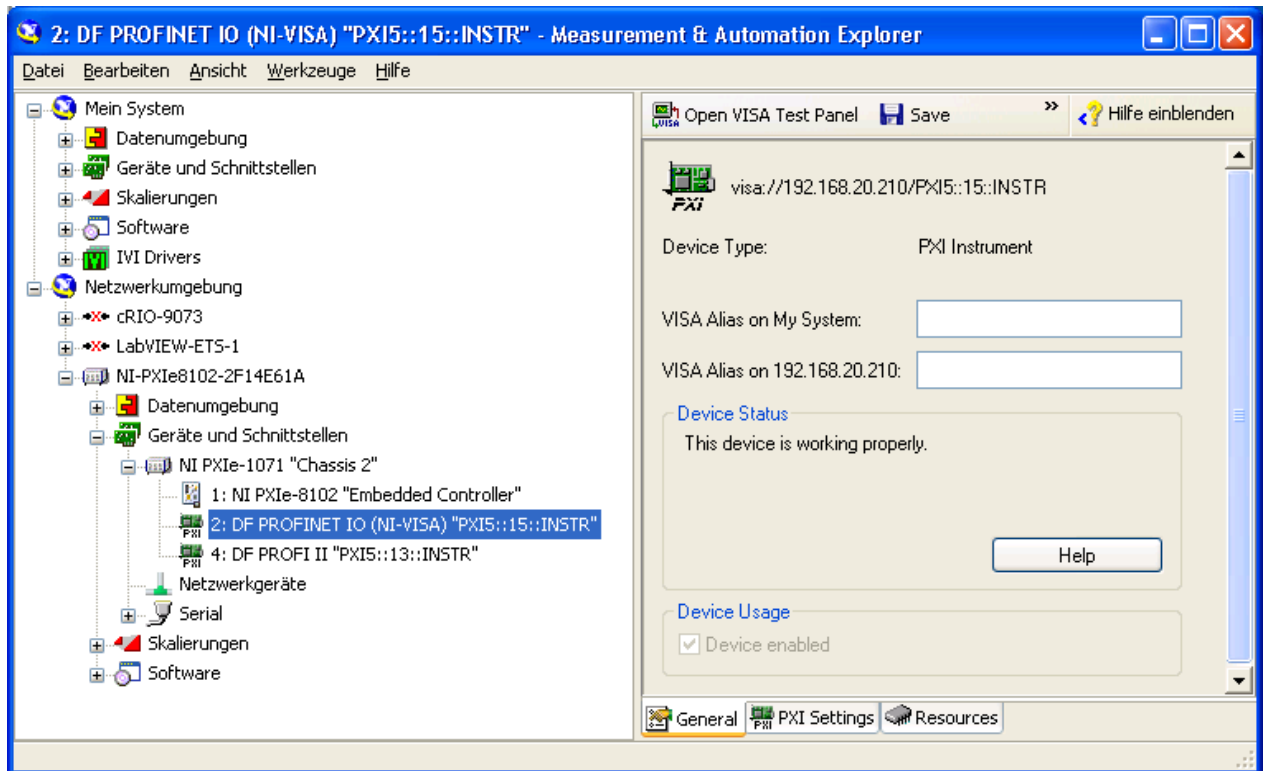 2: DF PROFINET IO (NI-VISA) "PXI5::15::INSTR" - Measurement & Automation Explorer
Datei Bearbeiten Ansicht Werkzeuge Hilfe
Mein System
Datenumgebung
Geräte und Schnittstellen
Skalierungen
Software
IVI Drivers
Netzwerkumgebung
cRIO-9073
LabVIEW-ETS-1
NI-PXIe8102-2F14E61A
Datenumgebung
Geräte und Schnittstellen
NI PXIe-1071 "Chassis 2"
1: NI PXIe-8102 "Embedded Controller"
2: DF PROFINET IO (NI-VISA) "PXI5::15::INSTR"
4: DF PROFI II "PXI5::13::INSTR"
Netzwerkgeräte
Serial
Skalierungen
Software
Open VISA Test Panel Save » Hilfe einblenden
PXI
visa://192.168.20.210/PXI5::15::INSTR
Device Type: PXI Instrument
VISA Alias on My System:
VISA Alias on 192.168.20.210:
Device Status
This device is working properly.
Help
Device Usage
Device enabled
General PXI Settings Resources